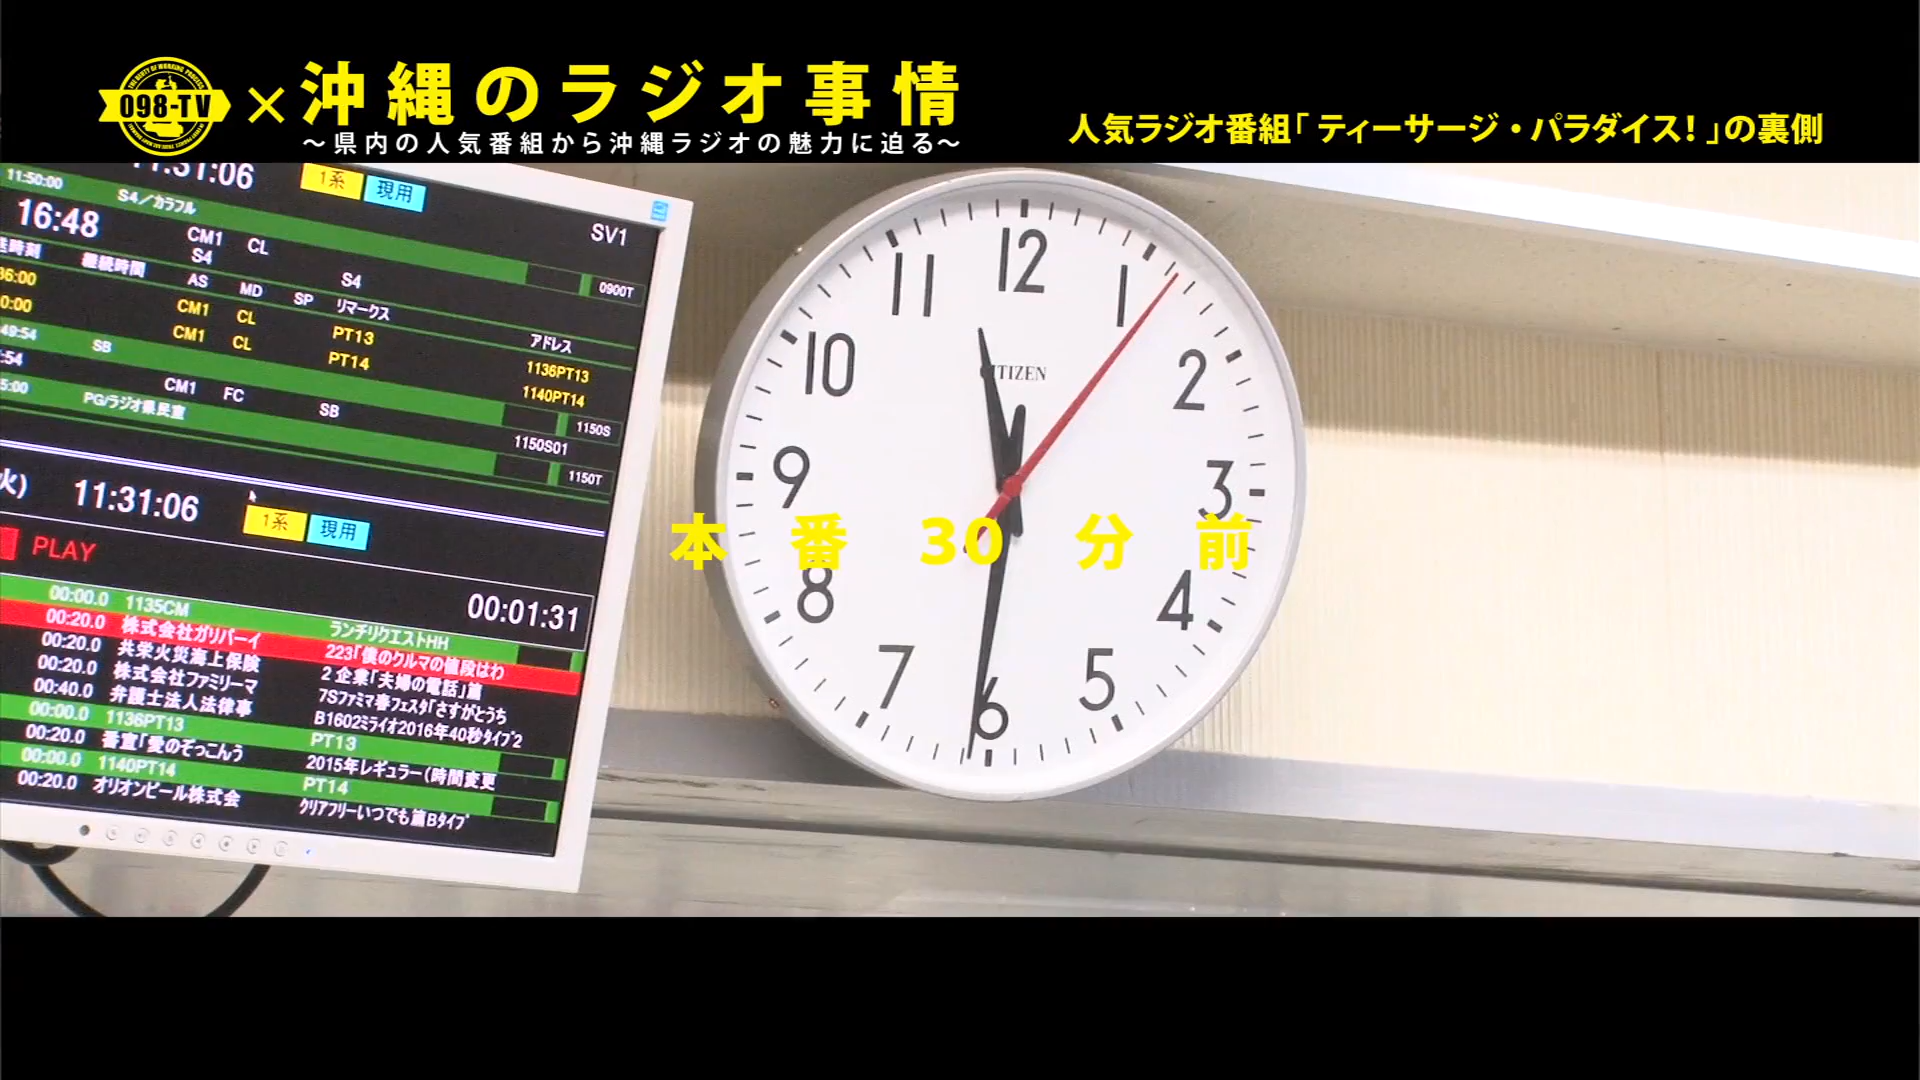 098-TV
×沖縄のラジオ事情
～県内の人気番組から沖縄ラジオの魅力に迫る～
人気ラジオ番組「ティーサージ・パラダイス！」の裏側
11:31:06 1系 現用
11:50:00 S4／カラフル
16:48 CM1 CL SV1
S4 S4 0900T
継続時間 AS MD SP リマークス アドレス
36:00 CM1 CL PT13 1136PT13
0:00 CM1 CL PT14 1140PT14
49:54 SB 1150S
:54 CM1 FC SB 1150S01
5:00 PG/ラジオ県民室 1150T
火) 11:31:06 1系 現用
PLAY 00:01:31
00:00.0 1135CM ランチリクエストHH
00:20.0 株式会社ガリバーイ 223「僕のクルマの値段はわ
00:20.0 共栄火災海上保険 2 企業「夫婦の電話」篇
00:20.0 株式会社ファミリーマ 7Sファミマ春フェスタ「さすがとうち
00:40.0 弁護士法人法律事 B1602ミライオ2016年40秒タイプ2
00:00.0 1136PT13 PT13
00:20.0 番宣「愛のぞっこんう 2015年レギュラー(時間変更
00:00.0 1140PT14 PT14
00:20.0 オリオンビール株式会 クリアフリーいつでも篇Bタイプ
12
1
2
3
4
5
6
7
8
9
10
11
CITIZEN
本番30分前